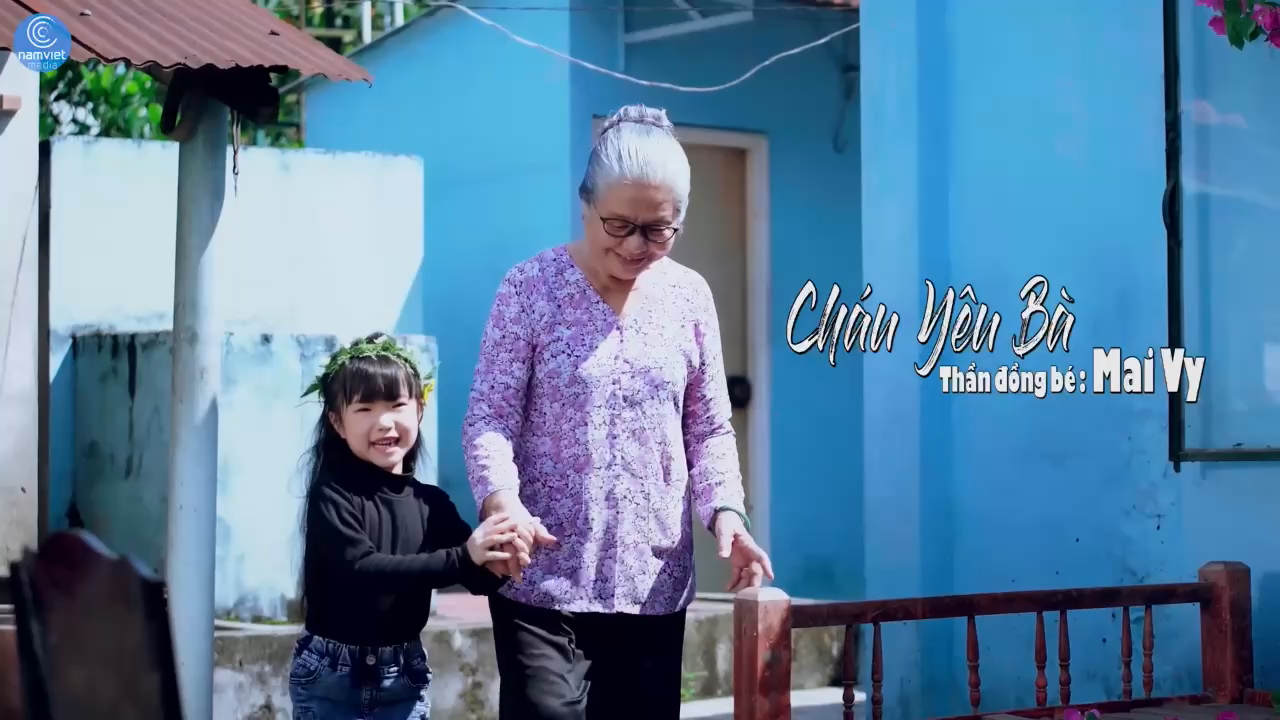 namviet
media
Cháu Yêu Bà
Thần đồng bé : Mai Vy